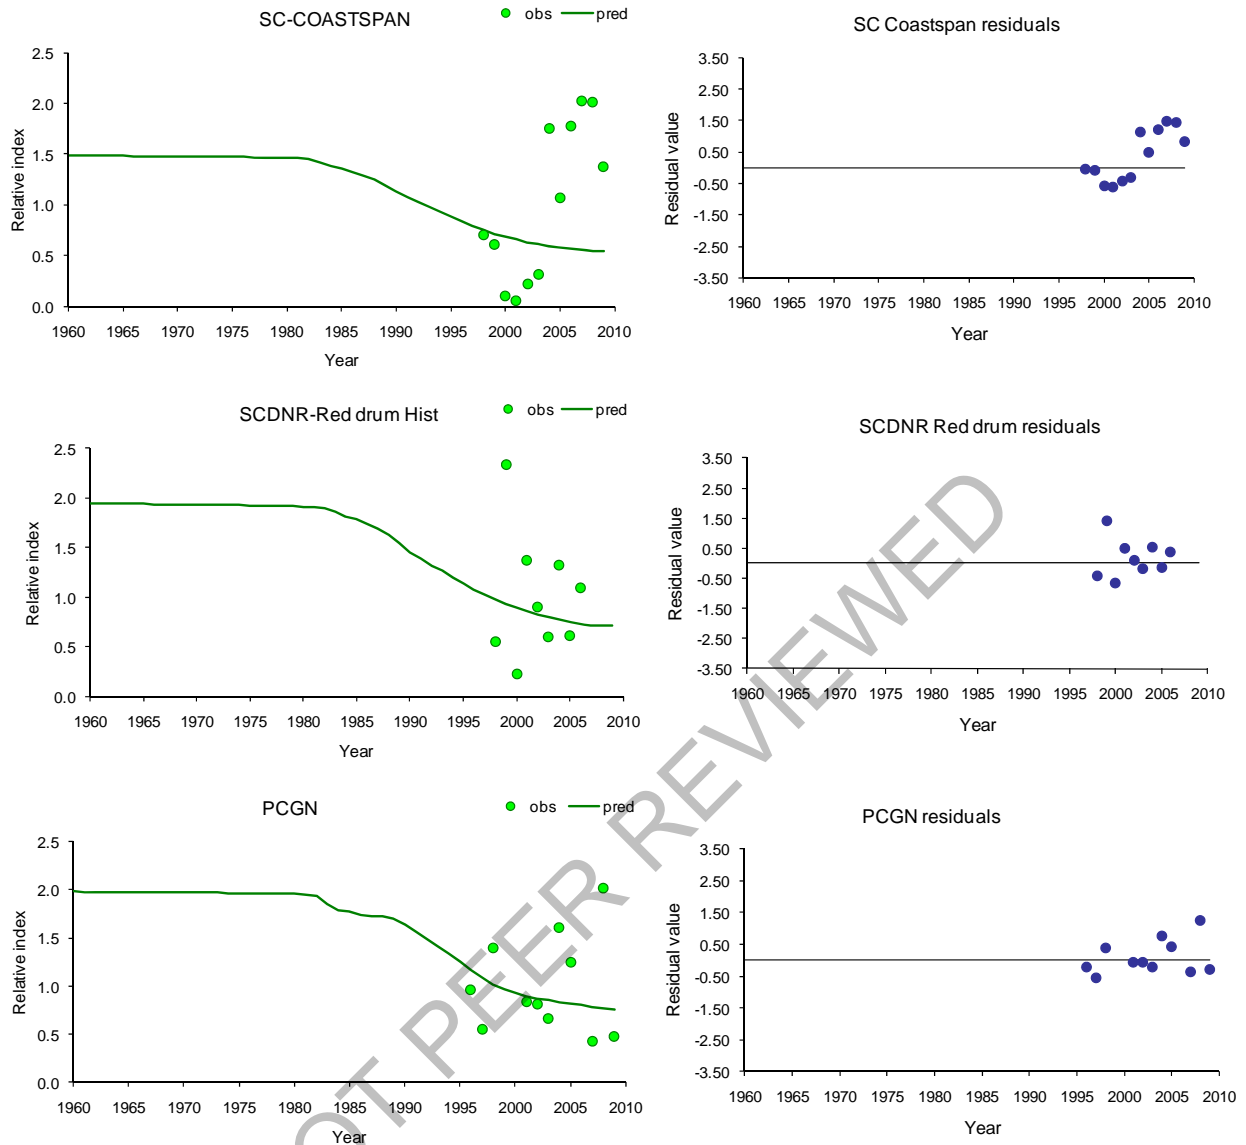 SC-COASTSPAN
obs pred
Relative index
2.5
2.0
1.5
1.0
0.5
0.0
1960 1965 1970 1975 1980 1985 1990 1995 2000 2005 2010
Year
SC Coastspan residuals
Residual value
3.50
2.50
1.50
0.50
-0.50
-1.50
-2.50
-3.50
1960 1965 1970 1975 1980 1985 1990 1995 2000 2005 2010
Year
SCDNR-Red drum Hist
obs pred
Relative index
2.5
2.0
1.5
1.0
0.5
0.0
1960 1965 1970 1975 1980 1985 1990 1995 2000 2005 2010
Year
SCDNR Red drum residuals
Residual value
3.50
2.50
1.50
0.50
-0.50
-1.50
-2.50
-3.50
1960 1965 1970 1975 1980 1985 1990 1995 2000 2005 2010
Year
PCGN
obs pred
Relative index
2.5
2.0
1.5
1.0
0.5
0.0
1960 1965 1970 1975 1980 1985 1990 1995 2000 2005 2010
Year
PCGN residuals
Residual value
3.50
2.50
1.50
0.50
-0.50
-1.50
-2.50
-3.50
1960 1965 1970 1975 1980 1985 1990 1995 2000 2005 2010
Year
OT PEER REVIEWED